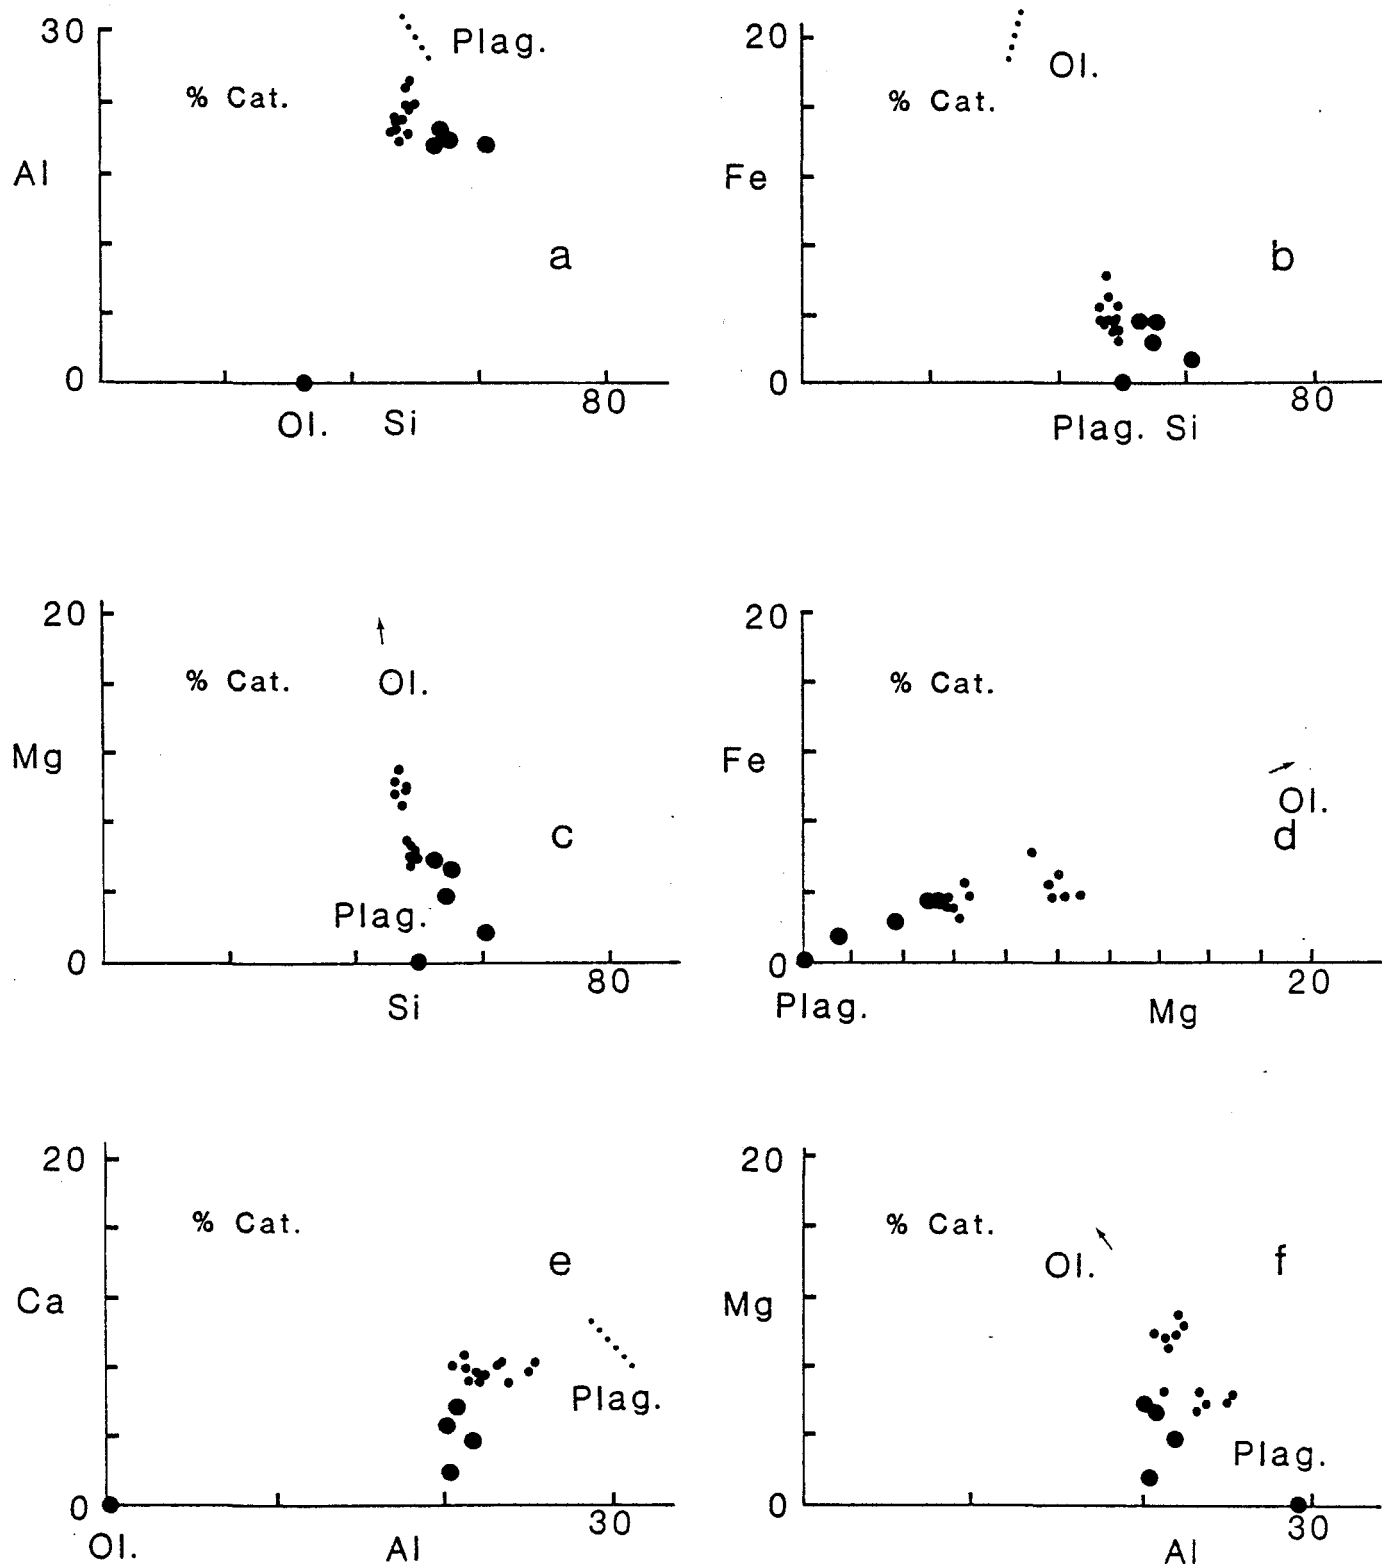 30
Plag.
% Cat.
Al
a
0
80
Ol. Si
20
Ol.
% Cat.
Fe
b
0
80
Plag. Si
20
% Cat.
Ol.
Mg
c
Plag.
0
80
Si
20
% Cat.
Fe
Ol.
d
0
20
Plag. Mg
20
% Cat.
e
Ca
Plag.
0
30
Ol. Al
20
% Cat.
Ol.
f
Mg
Plag.
0
30
Al